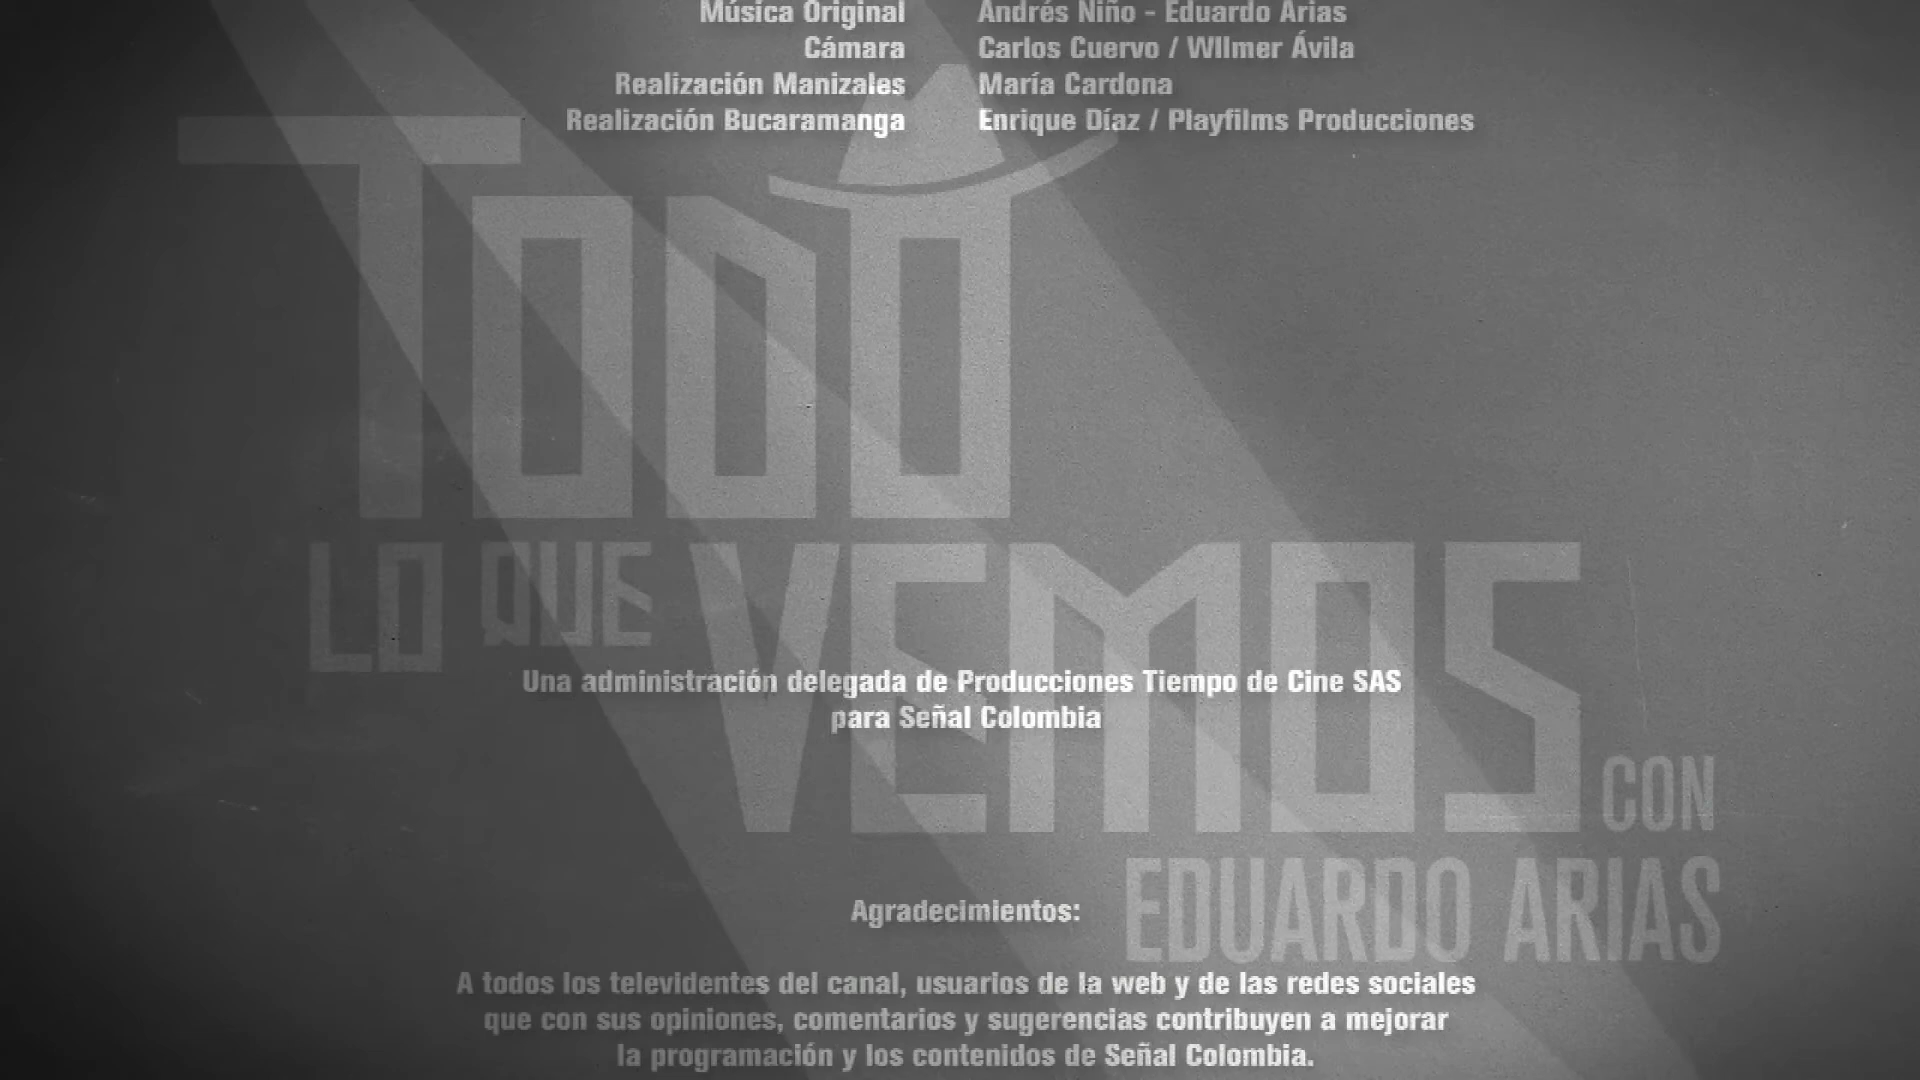 Música Original Andrés Niño - Eduardo Arias
Cámara Carlos Cuervo / WIlmer Ávila
Realización Manizales María Cardona
Realización Bucaramanga Enrique Díaz / Playfilms Producciones
TODO
LO QUE VEMOS CON
EDUARDO ARIAS
Una administración delegada de Producciones Tiempo de Cine SAS
para Señal Colombia
Agradecimientos:
A todos los televidentes del canal, usuarios de la web y de las redes sociales
que con sus opiniones, comentarios y sugerencias contribuyen a mejorar
la programación y los contenidos de Señal Colombia.